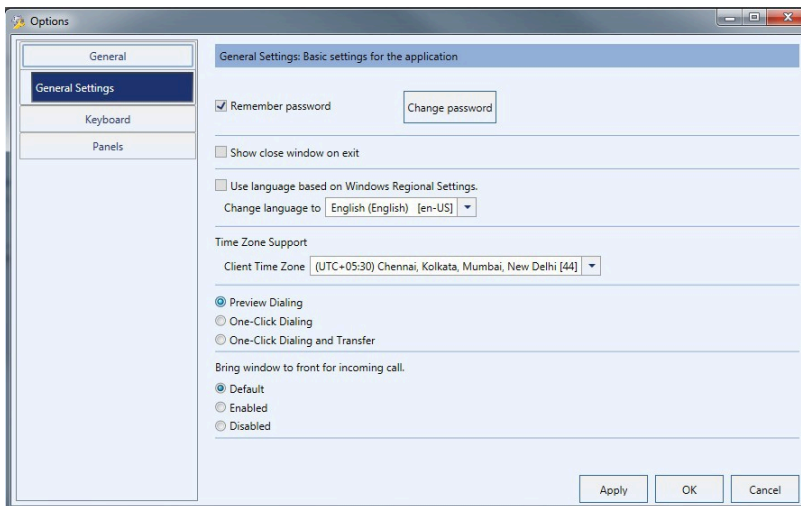 Options
General
General Settings
Keyboard
Panels
General Settings: Basic settings for the application
Remember password
Change password
Show close window on exit
Use language based on Windows Regional Settings.
Change language to English (English) [en-US]
Time Zone Support
Client Time Zone (UTC+05:30) Chennai, Kolkata, Mumbai, New Delhi [44]
Preview Dialing
One-Click Dialing
One-Click Dialing and Transfer
Bring window to front for incoming call.
Default
Enabled
Disabled
Apply OK Cancel